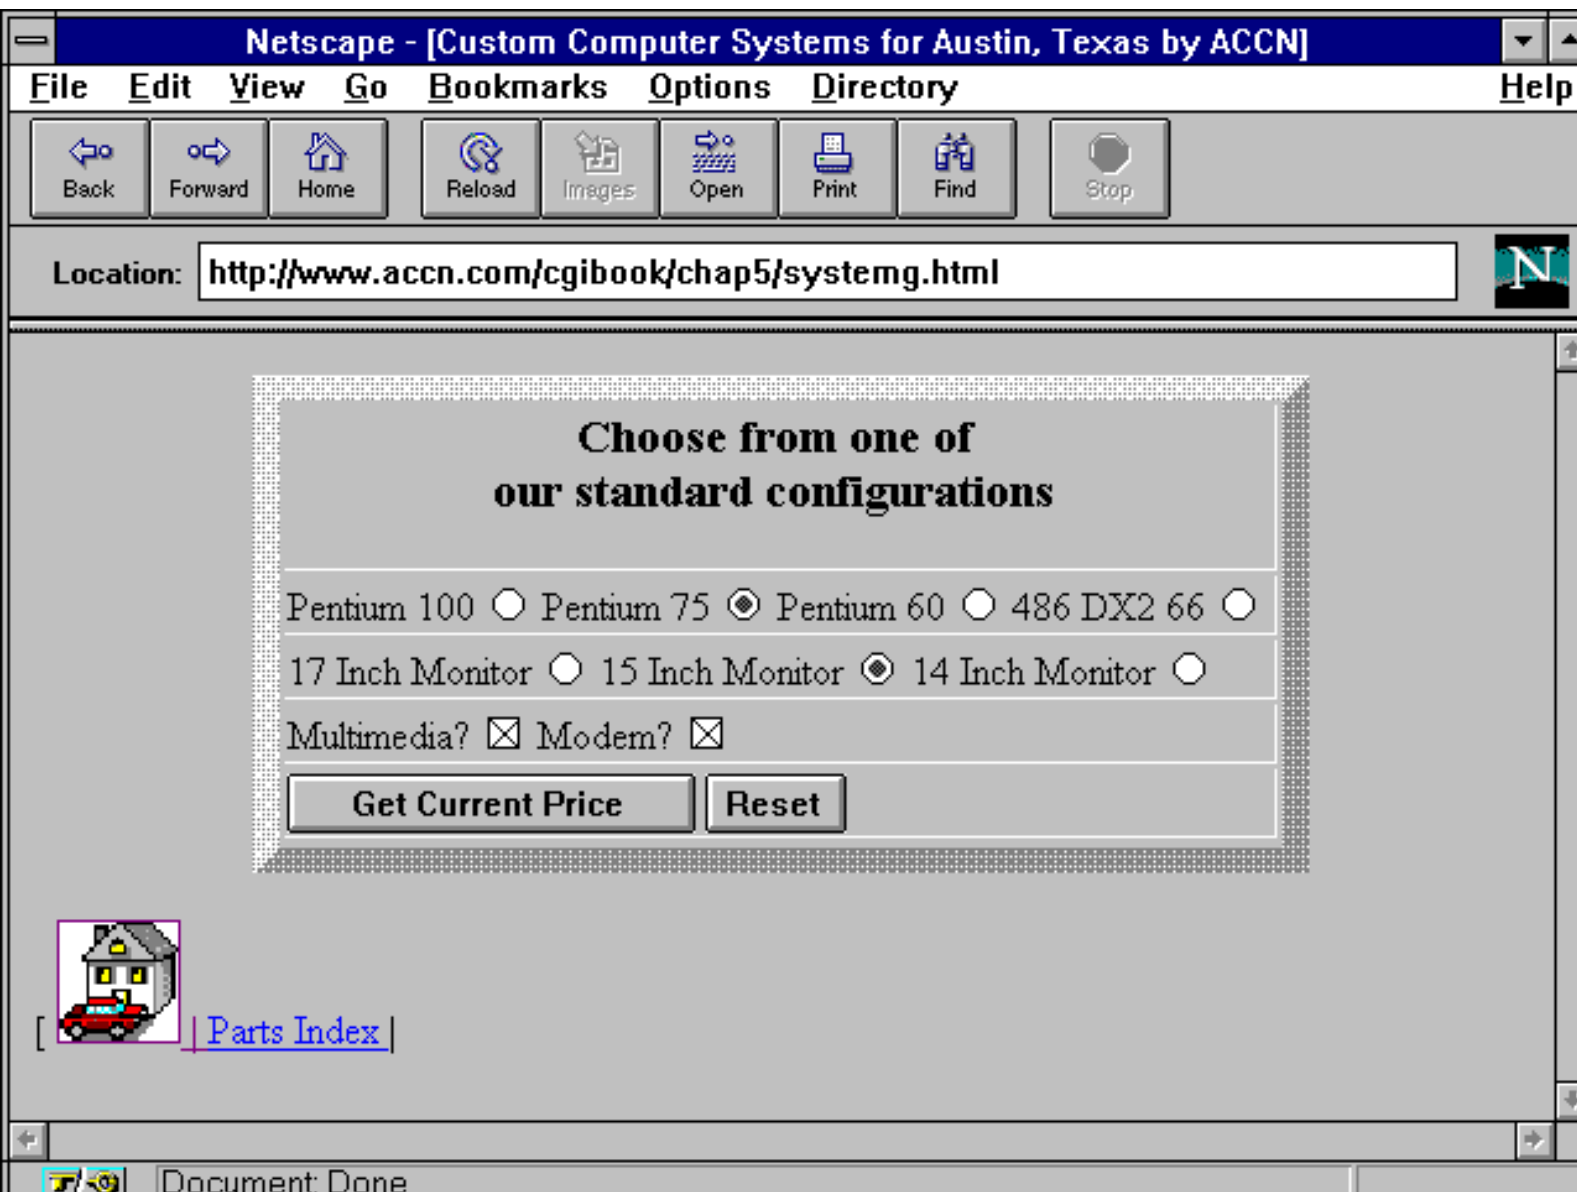 Netscape - [Custom Computer Systems for Austin, Texas by ACCN]
File Edit View Go Bookmarks Options Directory Help
Back Forward Home Reload Images Open Print Find Stop
Location: http://www.accn.com/cgibook/chap5/systemg.html N
Choose from one of
our standard configurations
Pentium 100 Pentium 75 Pentium 60 486 DX2 66
17 Inch Monitor 15 Inch Monitor 14 Inch Monitor
Multimedia? Modem?
Get Current Price Reset
[ | Parts Index |
Document: Done